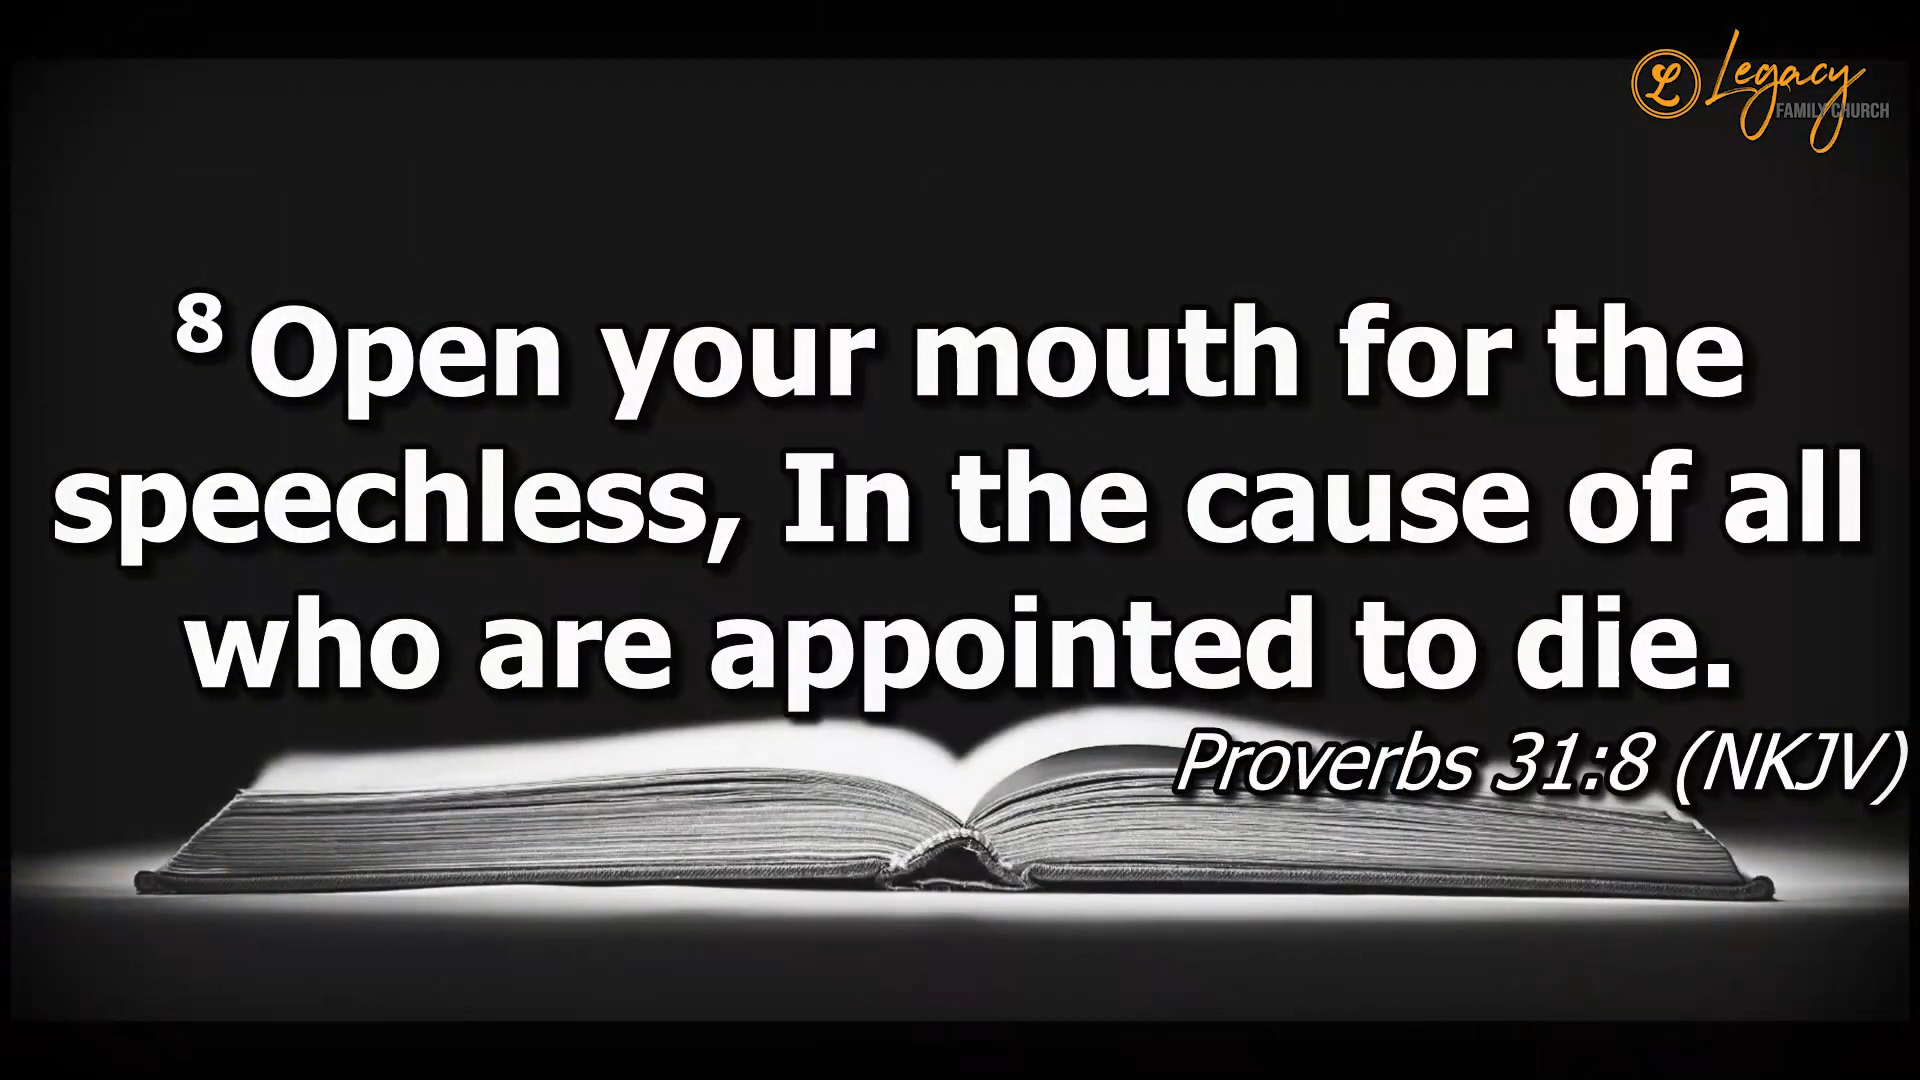 L Legacy
FAMILY CHURCH
8 Open your mouth for the
speechless, In the cause of all
who are appointed to die.
Proverbs 31:8 (NKJV)